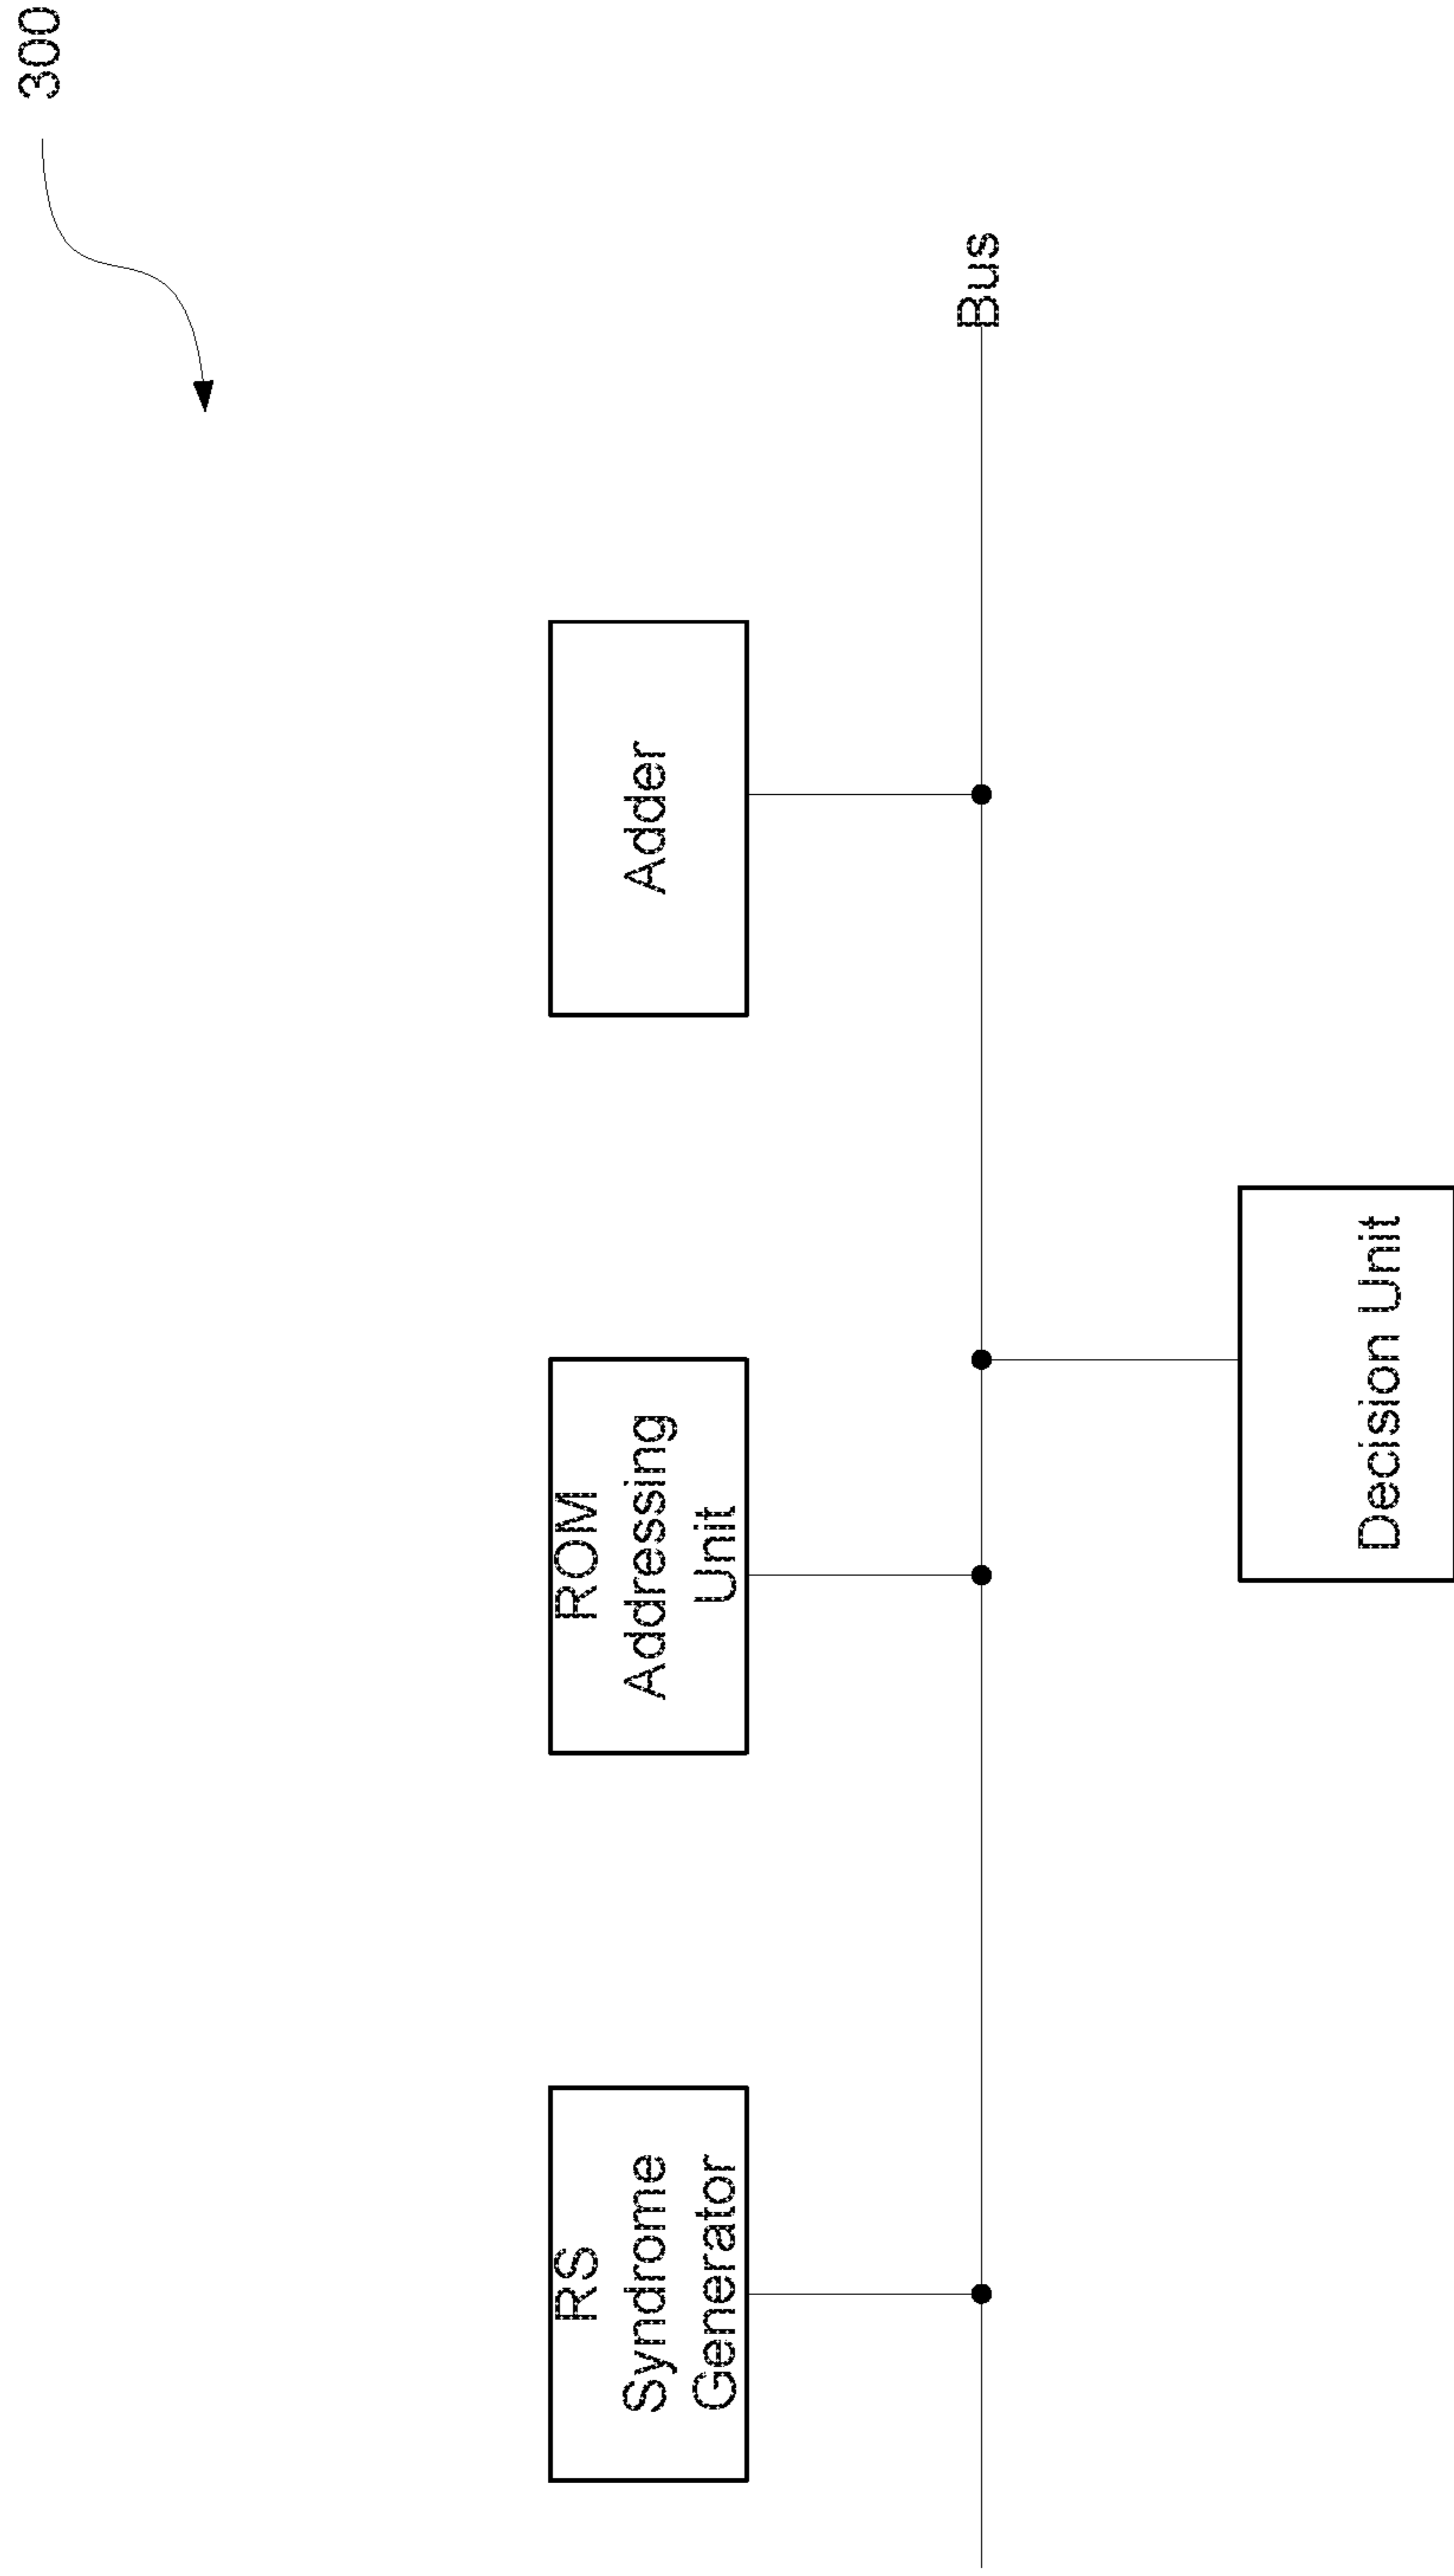 300
RS
Syndrome
Generator
ROM
Addressing
Unit
Adder
Bus
Decision Unit